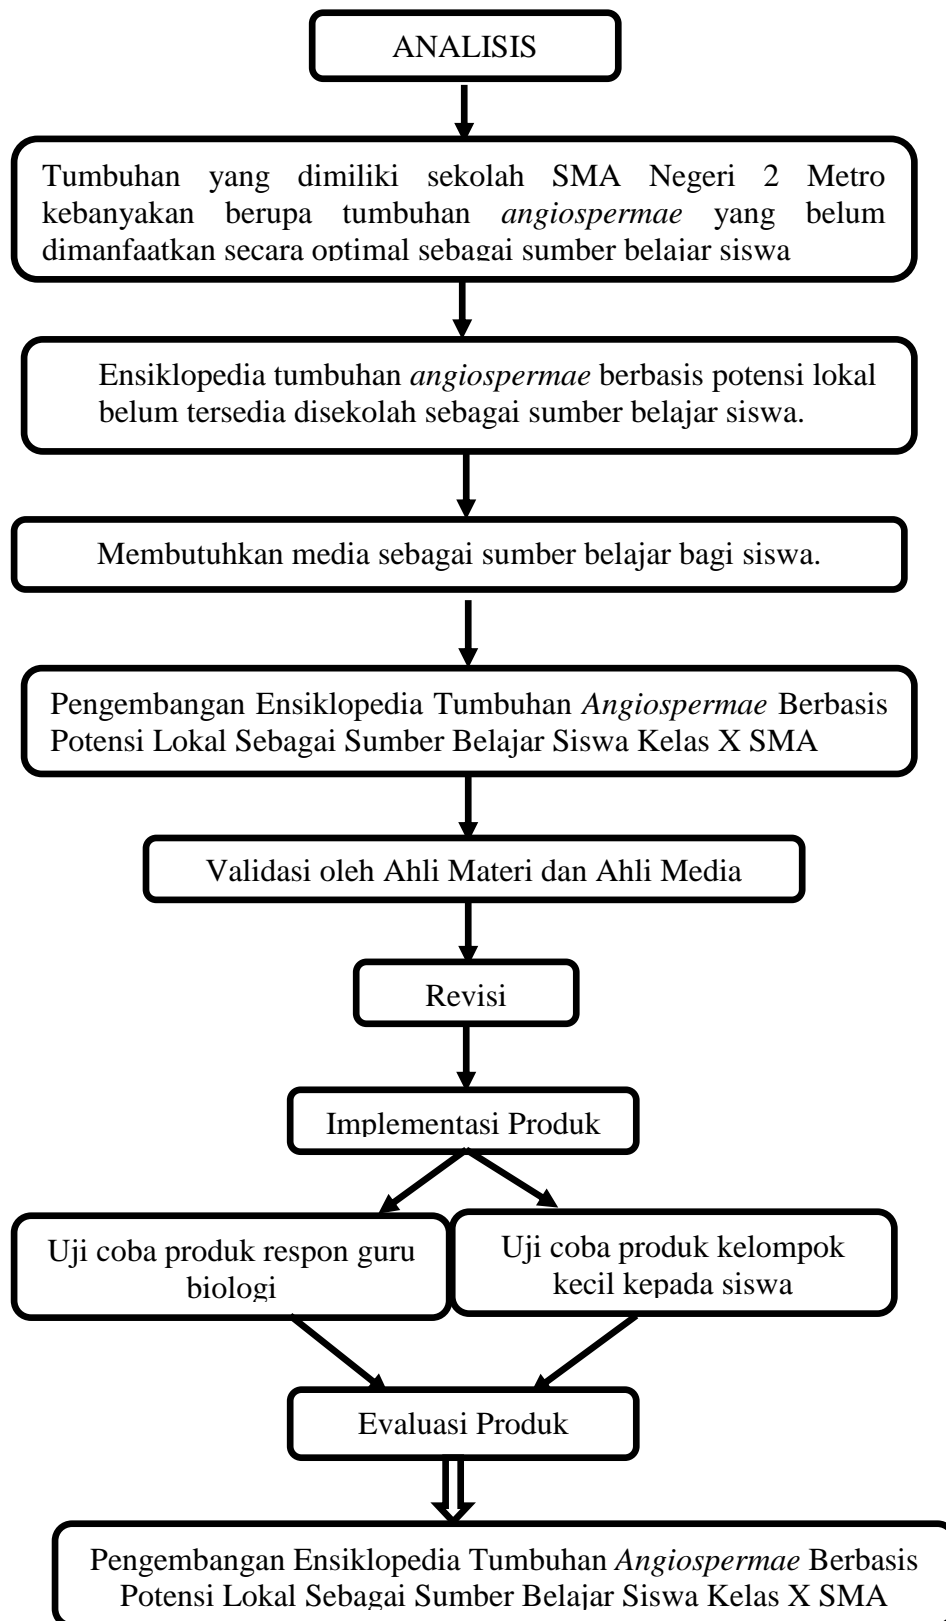 ANALISIS
Tumbuhan yang dimiliki sekolah SMA Negeri 2 Metro
kebanyakan berupa tumbuhan angiospermae yang belum
dimanfaatkan secara optimal sebagai sumber belajar siswa
Ensiklopedia tumbuhan angiospermae berbasis potensi lokal
belum tersedia disekolah sebagai sumber belajar siswa.
Membutuhkan media sebagai sumber belajar bagi siswa.
Pengembangan Ensiklopedia Tumbuhan Angiospermae Berbasis
Potensi Lokal Sebagai Sumber Belajar Siswa Kelas X SMA
Validasi oleh Ahli Materi dan Ahli Media
Revisi
Implementasi Produk
Uji coba produk respon guru
biologi
Uji coba produk kelompok
kecil kepada siswa
Evaluasi Produk
Pengembangan Ensiklopedia Tumbuhan Angiospermae Berbasis
Potensi Lokal Sebagai Sumber Belajar Siswa Kelas X SMA